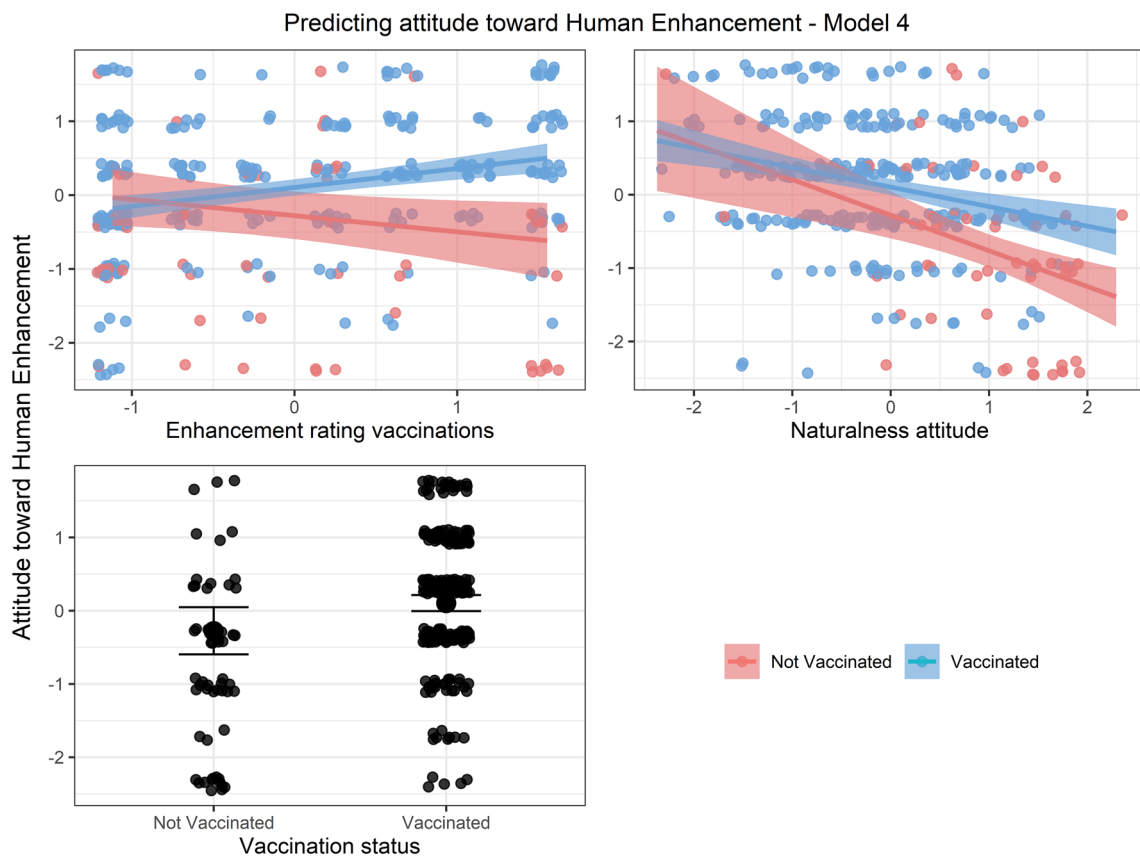 Predicting attitude toward Human Enhancement - Model 4
Attitude toward Human Enhancement
1
0
-1
-2
-1
0
1
Enhancement rating vaccinations
1
0
-1
-2
-2
-1
0
1
2
Naturalness attitude
1
0
-1
-2
Not Vaccinated
Vaccinated
Vaccination status
Not Vaccinated
Vaccinated